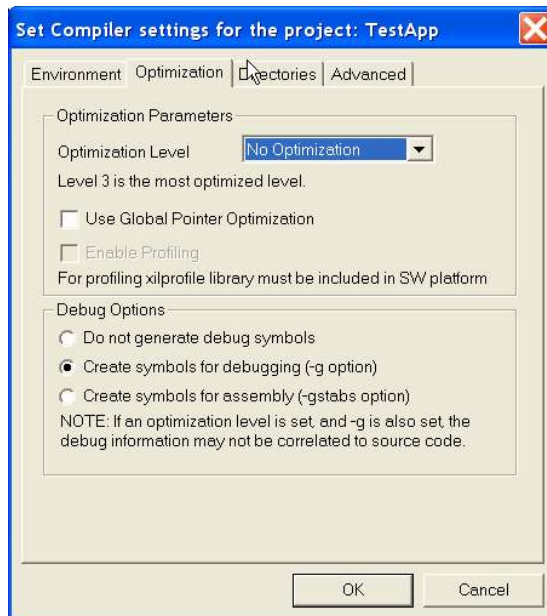 Set Compiler settings for the project: TestApp
Environment Optimization Directories Advanced
Optimization Parameters
Optimization Level No Optimization
Level 3 is the most optimized level.
Use Global Pointer Optimization
Enable Profiling
For profiling xilprofile library must be included in SW platform
Debug Options
Do not generate debug symbols
Create symbols for debugging (-g option)
Create symbols for assembly (-gstabs option)
NOTE: If an optimization level is set, and -g is also set, the
debug information may not be correlated to source code.
OK Cancel